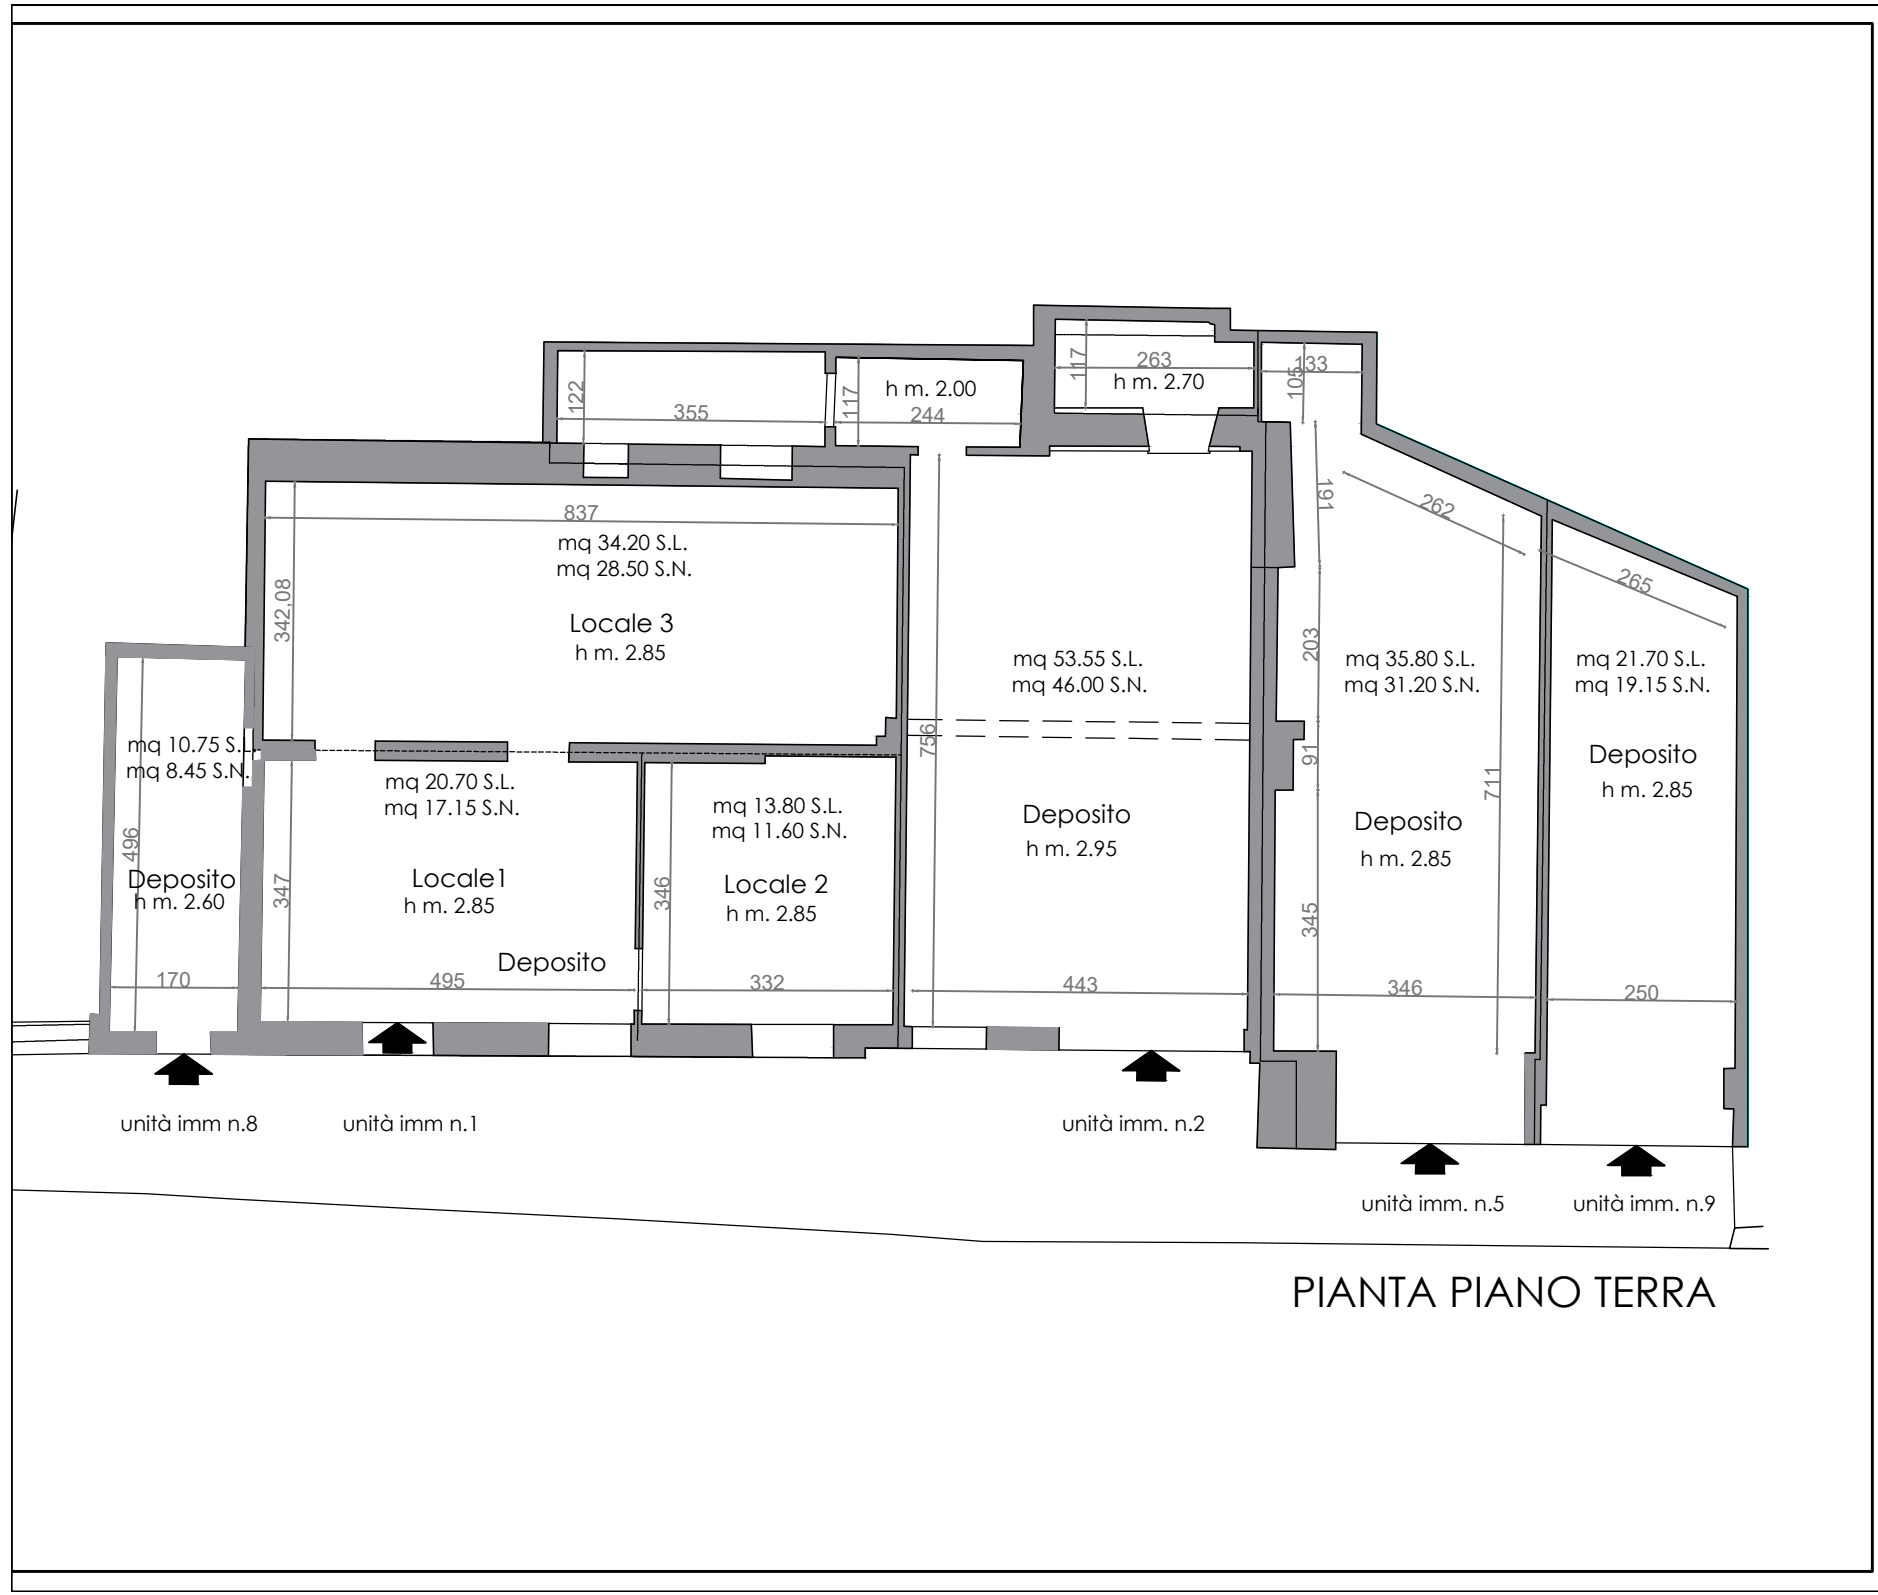 117
263
h m. 2.70
105
133
122
355
117
h m. 2.00
244
191
262
837
mq 34.20 S.L.
mq 28.50 S.N.
342,08
Locale 3
h m. 2.85
265
203
mq 53.55 S.L.
mq 46.00 S.N.
mq 35.80 S.L.
mq 31.20 S.N.
mq 21.70 S.L.
mq 19.15 S.N.
mq 10.75 S.L.
mq 8.45 S.N.
756
91
711
Deposito
h m. 2.85
mq 20.70 S.L.
mq 17.15 S.N.
mq 13.80 S.L.
mq 11.60 S.N.
Deposito
h m. 2.95
Deposito
h m. 2.85
496
Deposito
h m. 2.60
347
Locale1
h m. 2.85
346
Locale 2
h m. 2.85
345
Deposito
170
495
332
443
346
250
unità imm n.8
unità imm n.1
unità imm. n.2
unità imm. n.5
unità imm. n.9
PIANTA PIANO TERRA